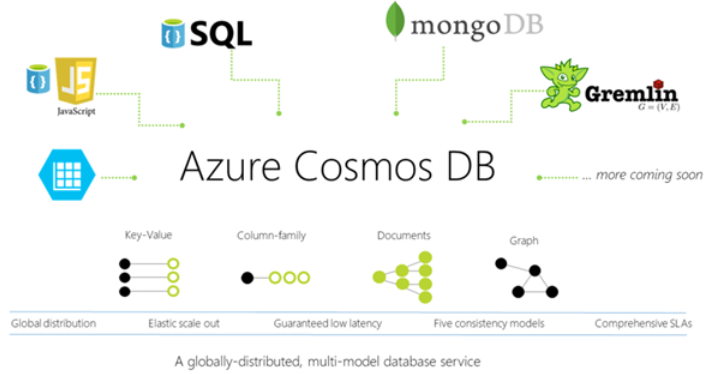 SQL
mongoDB
JS
JavaScript
Gremlin
G = (V, E)
Azure Cosmos DB
... more coming soon
Key-Value
Column-family
Documents
Graph
Global distribution
Elastic scale out
Guaranteed low latency
Five consistency models
Comprehensive SLAs
A globally-distributed, multi-model database service